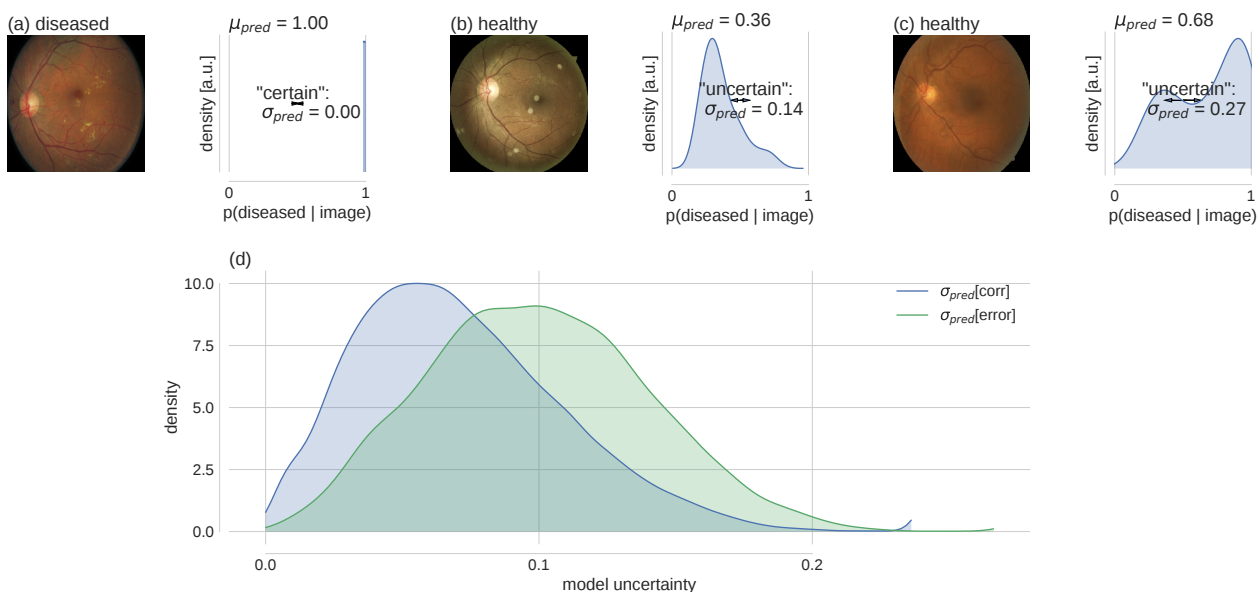 (a) diseased
μpred = 1.00
density [a.u.]
"certain":
σpred = 0.00
0 1
p(diseased | image)
(b) healthy
μpred = 0.36
density [a.u.]
"uncertain":
σpred = 0.14
0 1
p(diseased | image)
(c) healthy
μpred = 0.68
density [a.u.]
"uncertain":
σpred = 0.27
0 1
p(diseased | image)
(d)
density
10.0
7.5
5.0
2.5
0.0
σpred[corr]
σpred[error]
0.0 0.1 0.2
model uncertainty